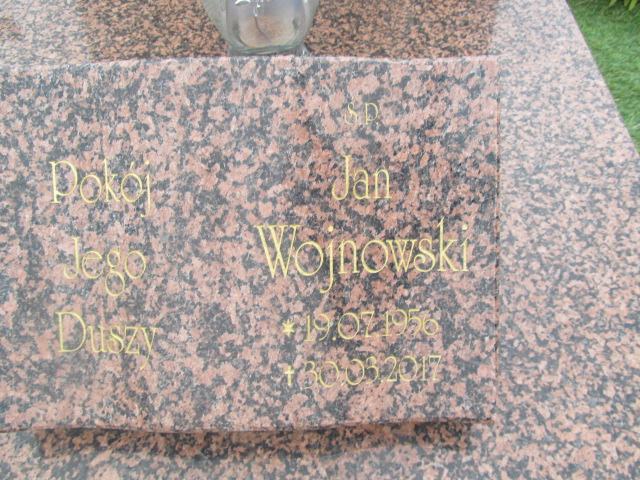 Pokój
Jego
Duszy
Ś.P.
Jan
Wojnowski
* 19.07.1956
† 30.03.2017